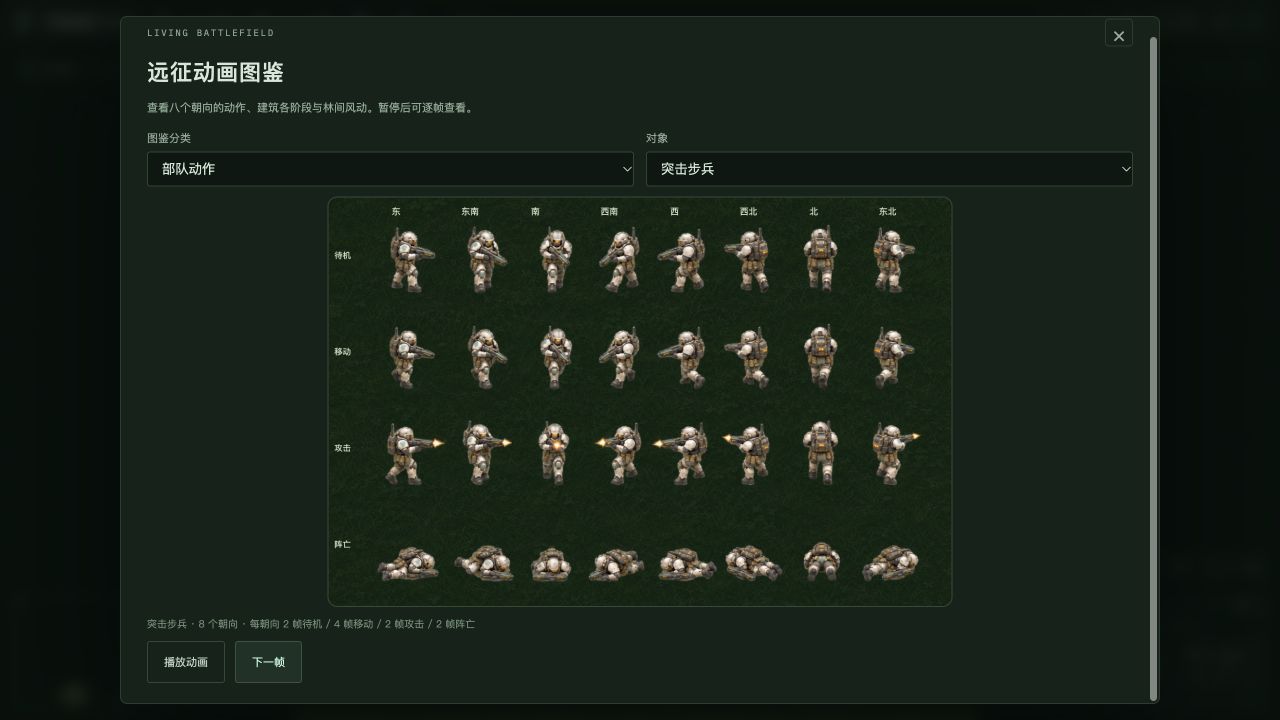 LIVING BATTLEFIELD
远征动画图鉴
查看八个朝向的动作、建筑各阶段与林间风动。暂停后可逐帧查看。
图鉴分类
对象
部队动作
突击步兵
东 东南 南 西南 西 西北 北 东北
待机
移动
攻击
阵亡
突击步兵 · 8 个朝向 · 每朝向 2 帧待机 / 4 帧移动 / 2 帧攻击 / 2 帧阵亡
播放动画
下一帧